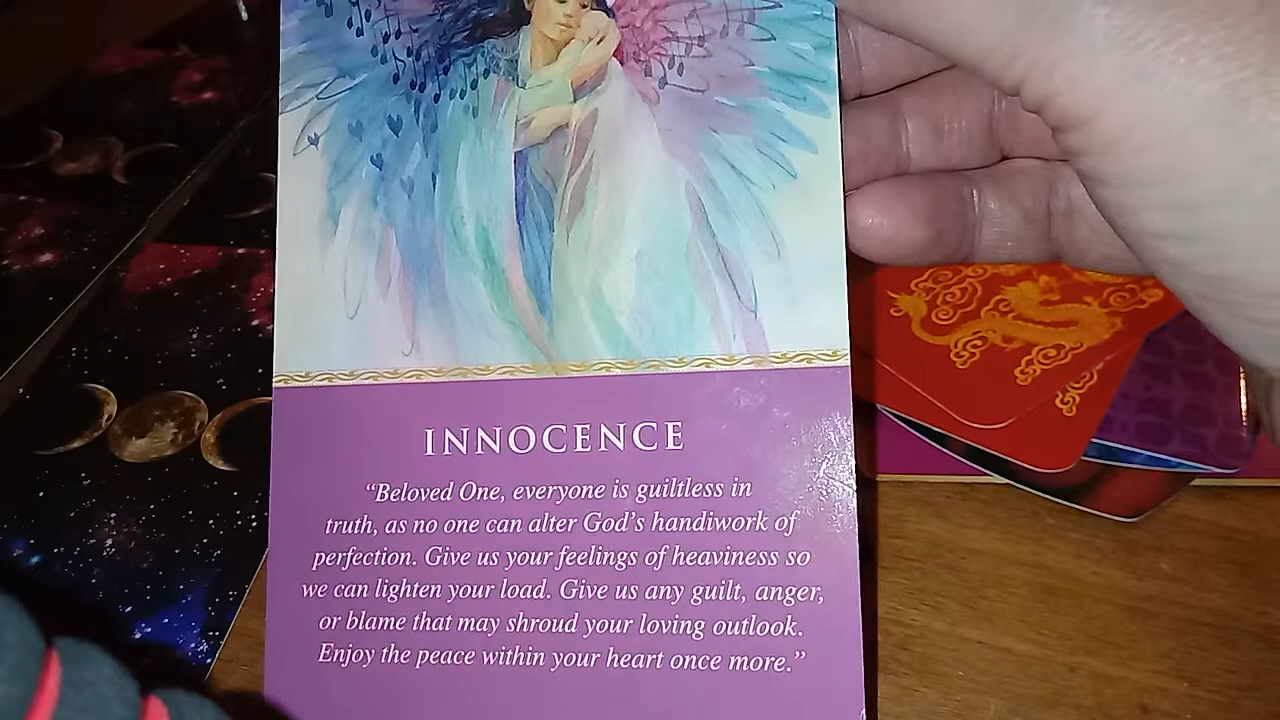 INNOCENCE
“Beloved One, everyone is guiltless in
truth, as no one can alter God’s handiwork of
perfection. Give us your feelings of heaviness so
we can lighten your load. Give us any guilt, anger,
or blame that may shroud your loving outlook.
Enjoy the peace within your heart once more.”